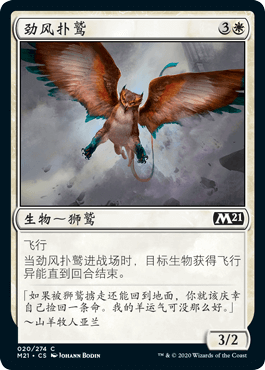 劲风扑鹫 3
生物～狮鹫 M21
飞行
当劲风扑鹫进战场时，目标生物获得飞行
异能直到回合结束。
「如果被狮鹫掳走还能回到地面，你就该庆幸
自己捡回一条命。我的羊运气可没那么好。」
～山羊牧人亚兰
3/2
020/274 C
M21 • CS Johann Bodin ™ & © 2020 Wizards of the Coast